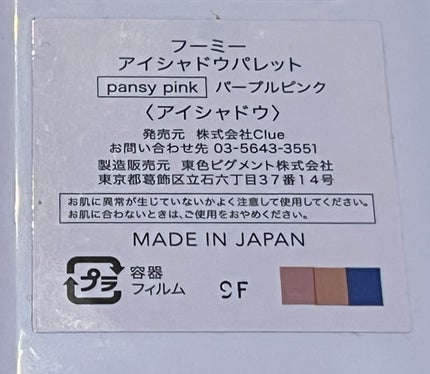 フーミー
アイシャドウパレット
pansy pink パープルピンク
〈アイシャドウ〉
発売元 株式会社Clue
お問い合わせ先 03-5643-3551
製造販売元 東色ピグメント株式会社
東京都葛飾区立石六丁目37番14号
お肌に異常が生じていないかよく注意して使用してください。
お肌に合わないときは、ご使用をおやめください。
MADE IN JAPAN
プラ 容器
フィルム 9F